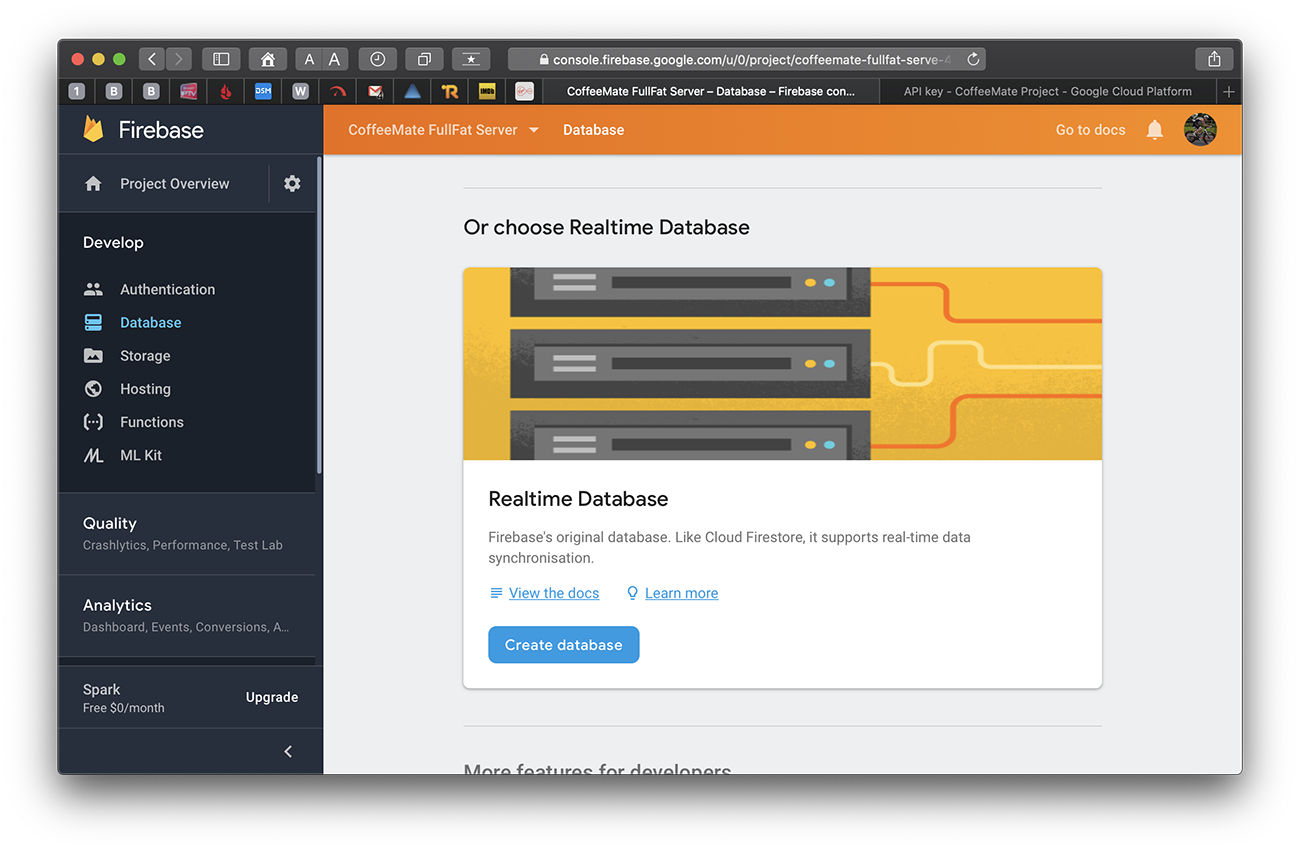 A A
console.firebase.google.com/u/0/project/coffeemate-fullfat-serve-4
1 B B DSM W TR IMDb CoffeeMate FullFat Server – Database – Firebase con... API key - CoffeeMate Project - Google Cloud Platform
Firebase
CoffeeMate FullFat Server Database Go to docs
Project Overview
Develop
Authentication
Database
Storage
Hosting
Functions
ML Kit
Quality
Crashlytics, Performance, Test Lab
Analytics
Dashboard, Events, Conversions, A...
Spark
Free $0/month
Upgrade
Or choose Realtime Database
Realtime Database
Firebase's original database. Like Cloud Firestore, it supports real-time data
synchronisation.
View the docs Learn more
Create database
More features for developers